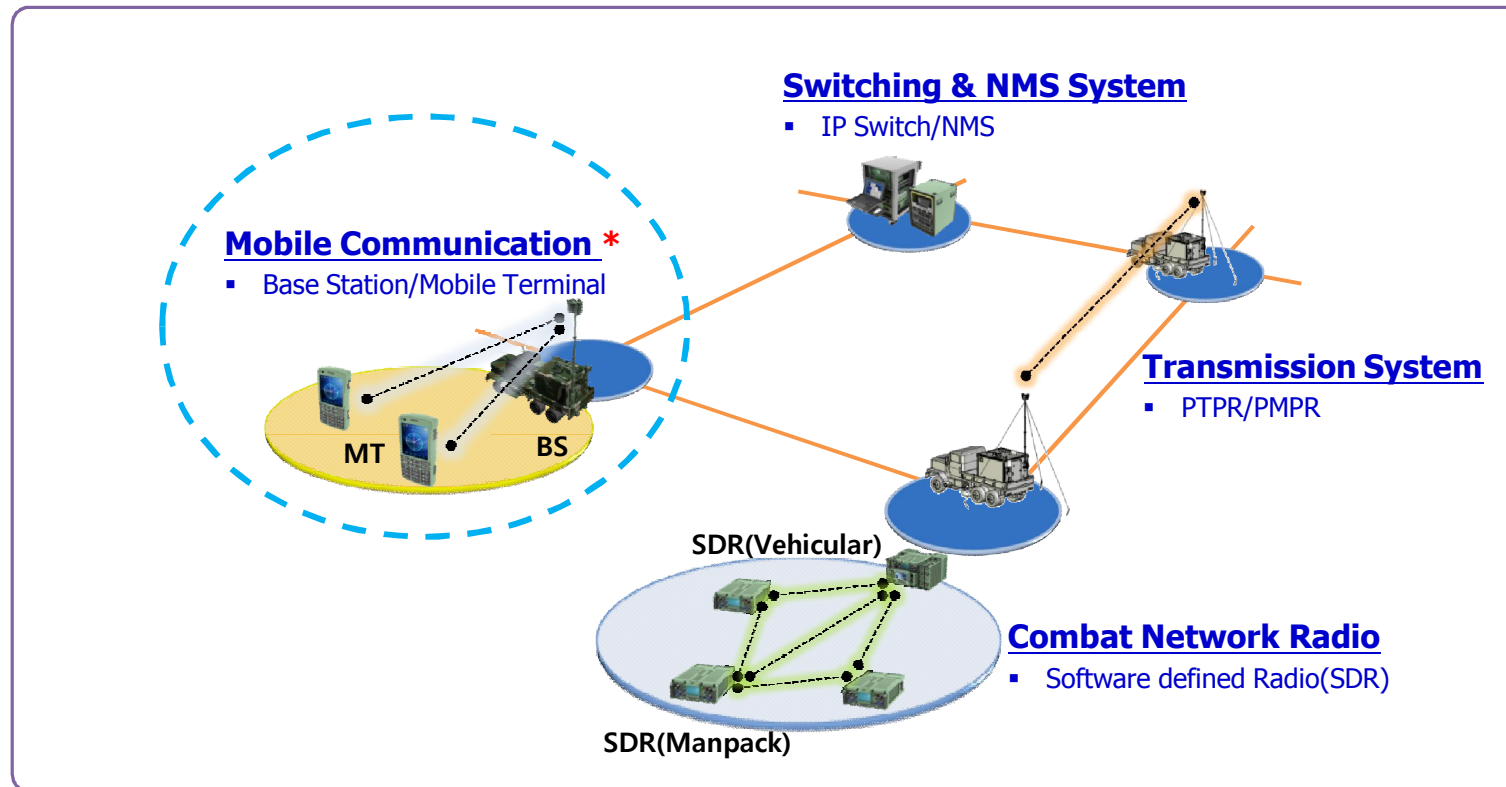 Switching & NMS System
▪ IP Switch/NMS
Mobile Communication *
▪ Base Station/Mobile Terminal
MT
BS
Transmission System
▪ PTPR/PMPR
SDR(Vehicular)
Combat Network Radio
▪ Software defined Radio(SDR)
SDR(Manpack)